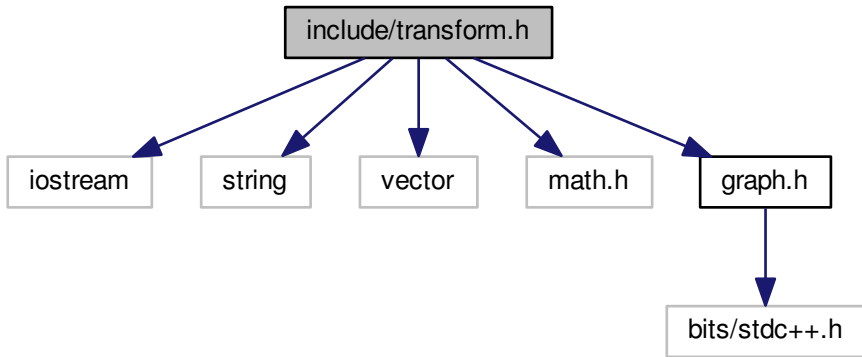 include/transform.h
iostream
string
vector
math.h
graph.h
bits/stdc++.h